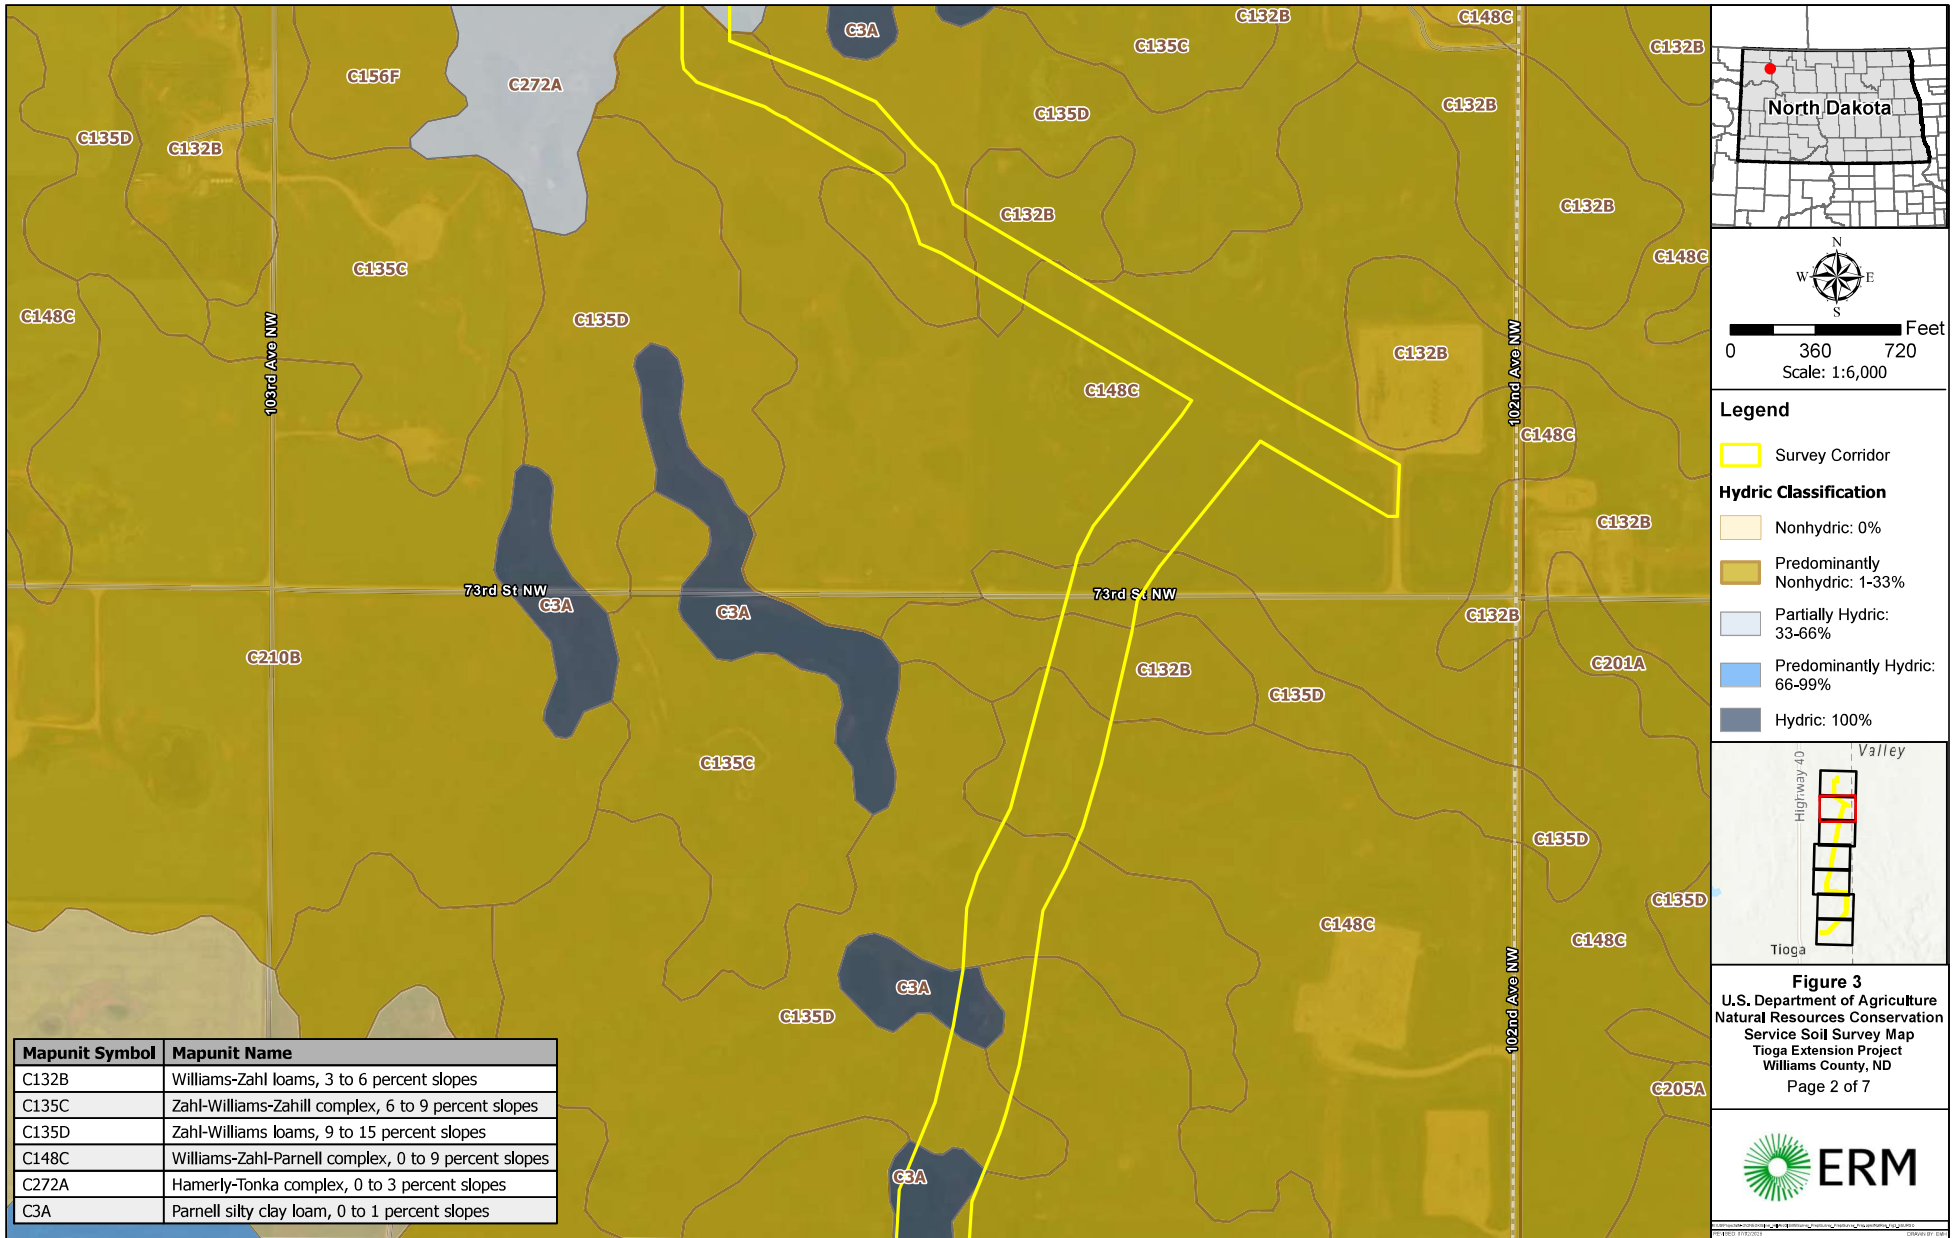 C132B
C148C
C3A
C135C
C132B
C156F
C272A
C132B
C135D
C135D
C132B
C132B
C132B
C148C
C135C
C148C
C135D
103rd Ave NW
102nd Ave NW
C132B
C148C
C148C
C132B
73rd St NW
73rd St NW
C3A
C3A
C132B
C210B
C132B
C201A
C135D
C135C
C135D
C135D
C148C
C148C
C3A
C135D
102nd Ave NW
C205A
C3A
Mapunit Symbol Mapunit Name
C132B Williams-Zahl loams, 3 to 6 percent slopes
C135C Zahl-Williams-Zahill complex, 6 to 9 percent slopes
C135D Zahl-Williams loams, 9 to 15 percent slopes
C148C Williams-Zahl-Parnell complex, 0 to 9 percent slopes
C272A Hamerly-Tonka complex, 0 to 3 percent slopes
C3A Parnell silty clay loam, 0 to 1 percent slopes
North Dakota
N
W E
S
Feet
0 360 720
Scale: 1:6,000
Legend
Survey Corridor
Hydric Classification
Nonhydric: 0%
Predominantly
Nonhydric: 1-33%
Partially Hydric:
33-66%
Predominantly Hydric:
66-99%
Hydric: 100%
Valley
Highway 40
Tioga
Figure 3
U.S. Department of Agriculture
Natural Resources Conservation
Service Soil Survey Map
Tioga Extension Project
Williams County, ND
Page 2 of 7
ERM